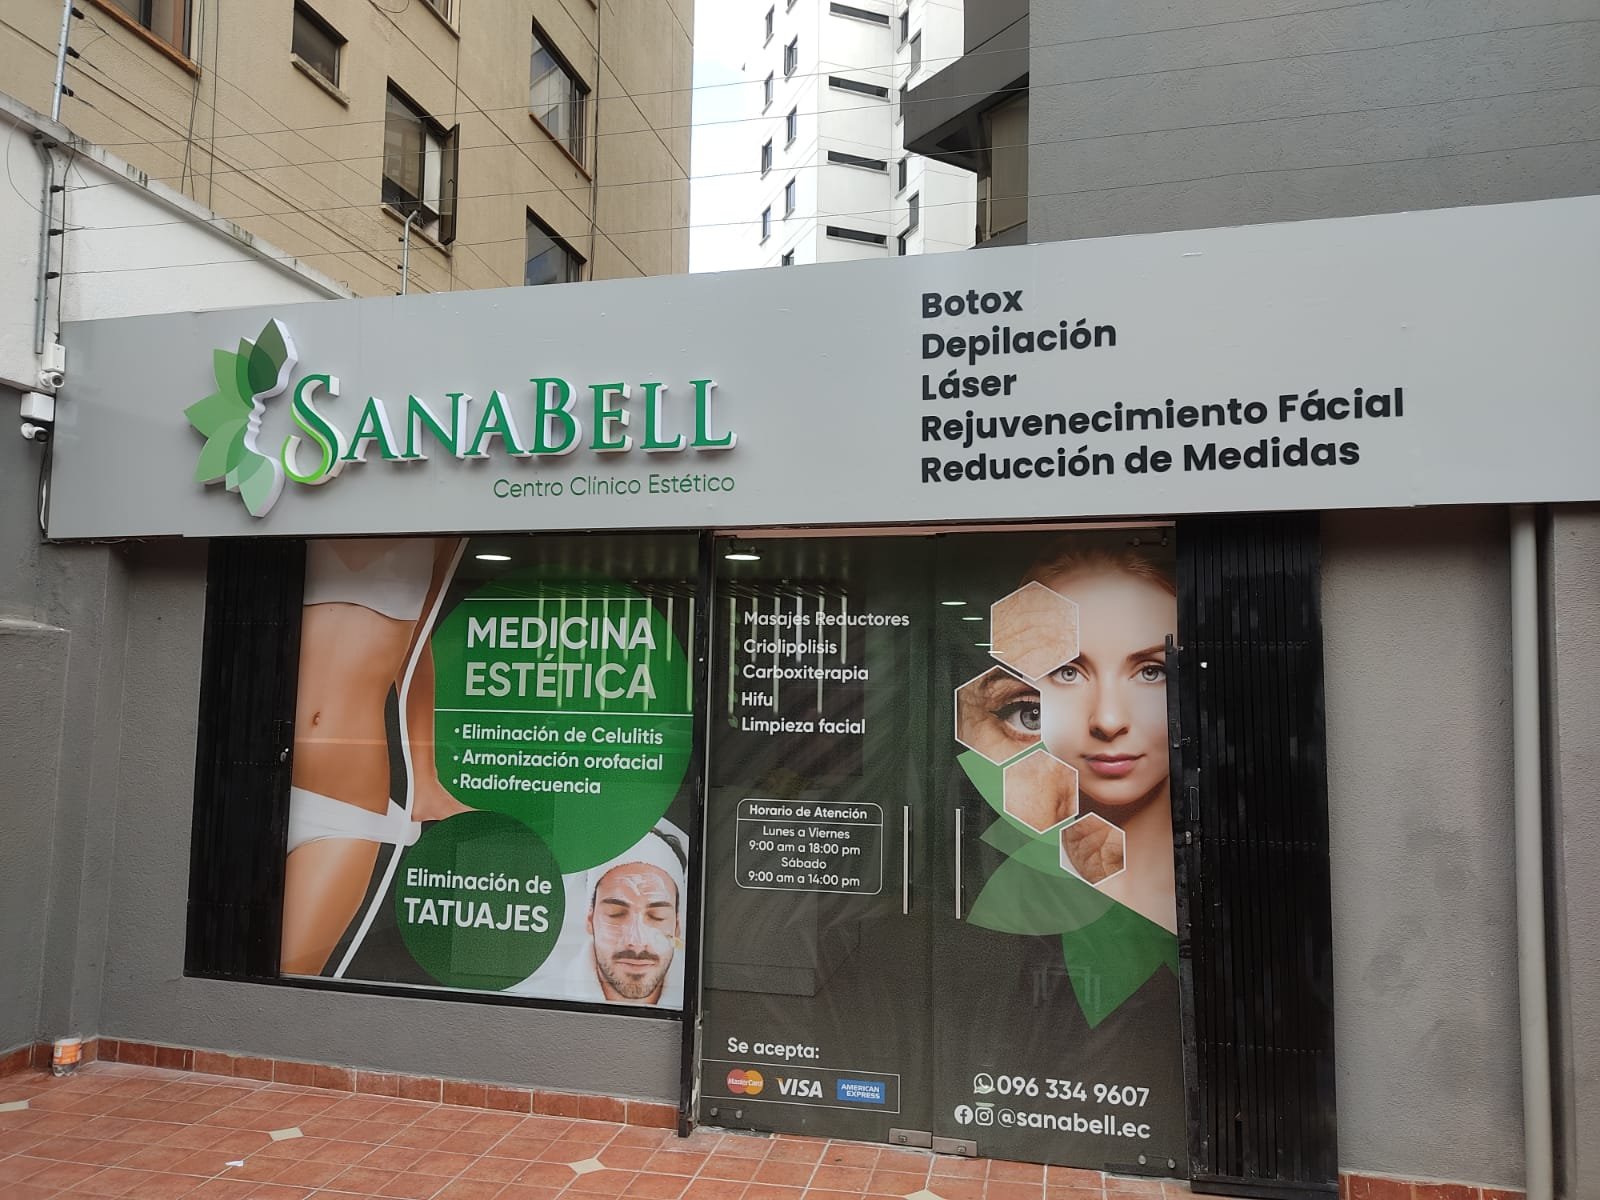 SANABELL
Centro Clínico Estético
Botox
Depilación
Láser
Rejuvenecimiento Fácial
Reducción de Medidas
MEDICINA
ESTÉTICA
• Eliminación de Celulitis
• Armonización orofacial
• Radiofrecuencia
Eliminación de
TATUAJES
Masajes Reductores
Criolipolisis
Carboxiterapia
Hifu
Limpieza facial
Horario de Atención
Lunes a Viernes
9:00 am a 18:00 pm
Sábado
9:00 am a 14:00 pm
Se acepta:
MasterCard VISA AMERICAN EXPRESS
096 334 9607
@sanabell.ec